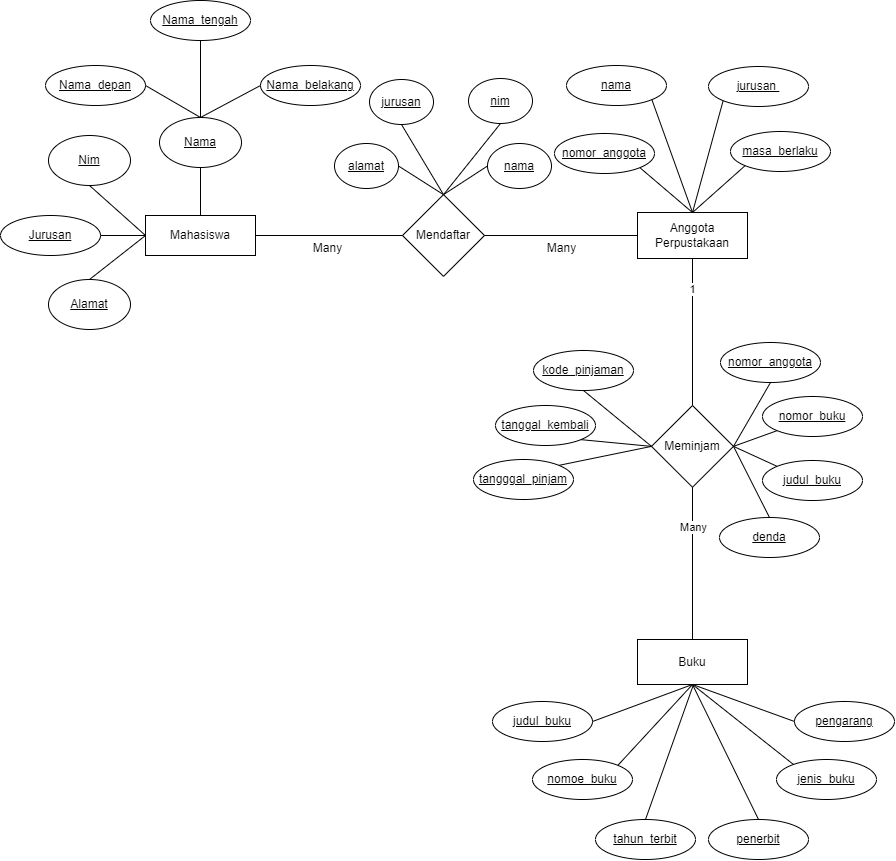 Nama_tengah
Nama_depan
Nama_belakang
Nama
Nim
Jurusan
Alamat
Mahasiswa
Many
jurusan
nim
alamat
nama
Mendaftar
Many
nama
jurusan
nomor_anggota
masa_berlaku
Anggota
Perpustakaan
1
kode_pinjaman
tanggal_kembali
tangggal_pinjam
Meminjam
nomor_anggota
nomor_buku
judul_buku
denda
Many
Buku
judul_buku
pengarang
nomoe_buku
jenis_buku
tahun_terbit
penerbit